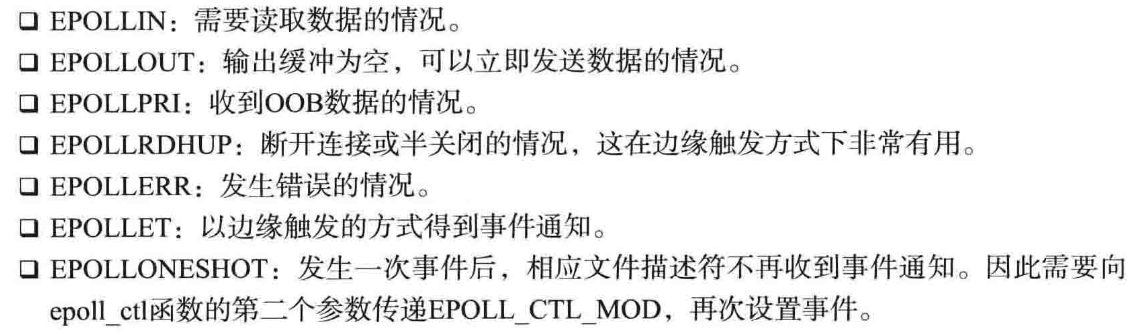 ❑ EPOLLIN：需要读取数据的情况。
❑ EPOLLOUT：输出缓冲为空，可以立即发送数据的情况。
❑ EPOLLPRI：收到OOB数据的情况。
❑ EPOLLRDHUP：断开连接或半关闭的情况，这在边缘触发方式下非常有用。
❑ EPOLLERR：发生错误的情况。
❑ EPOLLET：以边缘触发的方式得到事件通知。
❑ EPOLLONESHOT：发生一次事件后，相应文件描述符不再收到事件通知。因此需要向
epoll_ctl函数的第二个参数传递EPOLL_CTL_MOD，再次设置事件。